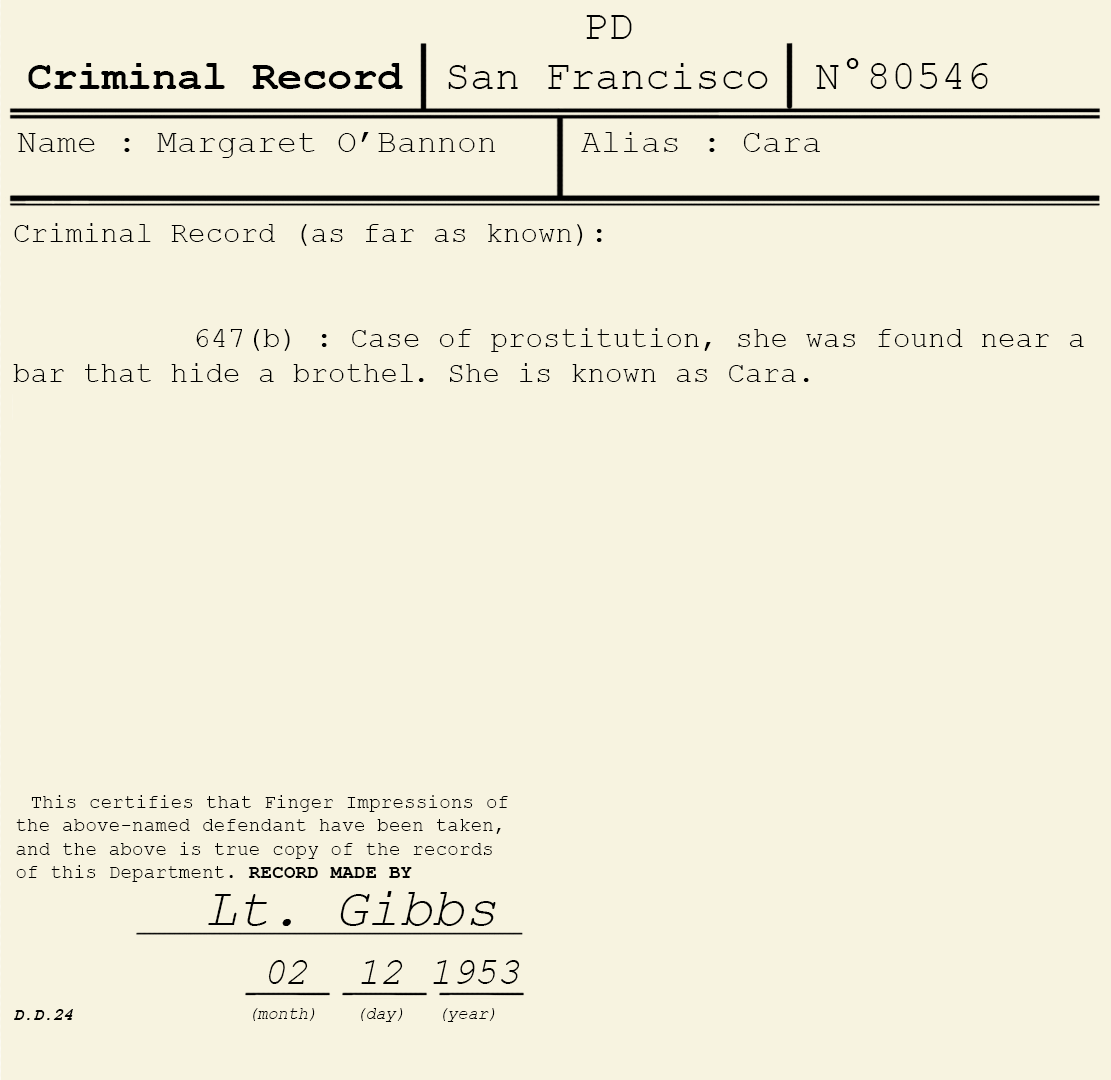 PD
Criminal Record San Francisco N°80546
Name : Margaret O'Bannon Alias : Cara
Criminal Record (as far as known):
647(b) : Case of prostitution, she was found near a
bar that hide a brothel. She is known as Cara.
This certifies that Finger Impressions of
the above-named defendant have been taken,
and the above is true copy of the records
of this Department. RECORD MADE BY
Lt. Gibbs
02 12 1953
D.D.24 (month) (day) (year)